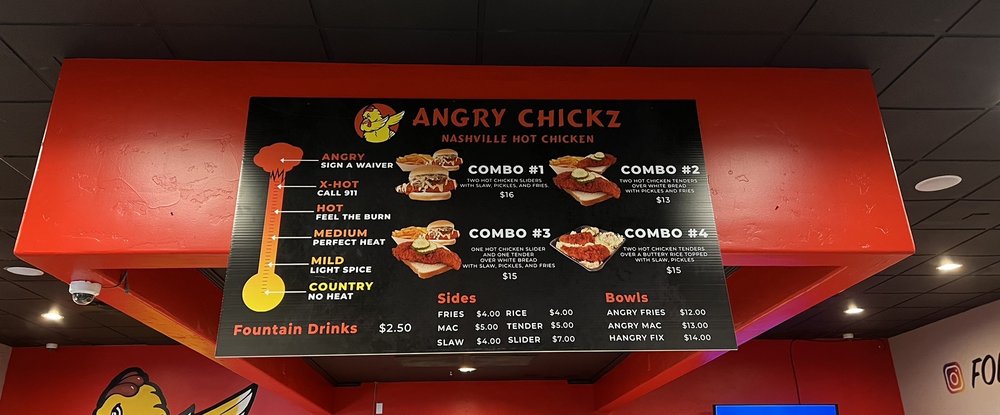 ANGRY CHICKZ
NASHVILLE HOT CHICKEN
ANGRY
SIGN A WAIVER
X-HOT
CALL 911
HOT
FEEL THE BURN
MEDIUM
PERFECT HEAT
MILD
LIGHT SPICE
COUNTRY
NO HEAT
Fountain Drinks $2.50
COMBO #1
TWO HOT CHICKEN SLIDERS
WITH SLAW, PICKLES, AND FRIES
$16
COMBO #2
TWO HOT CHICKEN TENDERS
OVER WHITE BREAD
WITH PICKLES AND FRIES
$13
COMBO #3
ONE HOT CHICKEN SLIDER
AND ONE TENDER
OVER WHITE BREAD
WITH SLAW, PICKLES, AND FRIES
$15
COMBO #4
TWO HOT CHICKEN TENDERS
OVER A BUTTERY RICE TOPPED
WITH SLAW, PICKLES
$15
Sides
FRIES $4.00 RICE $4.00
MAC $5.00 TENDER $5.00
SLAW $4.00 SLIDER $7.00
Bowls
ANGRY FRIES $12.00
ANGRY MAC $13.00
HANGRY FIX $14.00